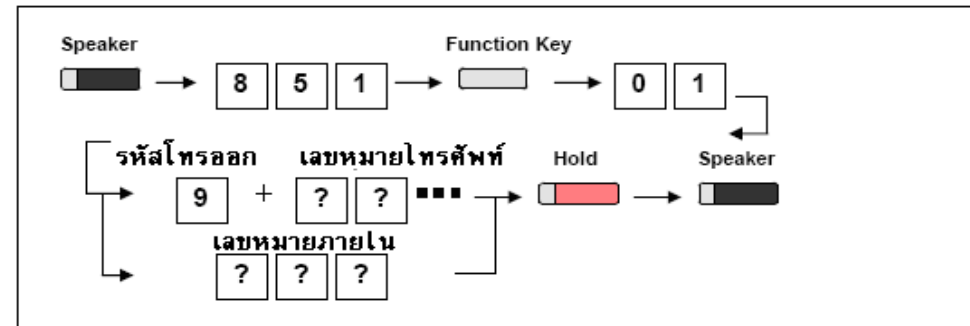 Speaker Function Key
8 5 1 0 1
รหัสโทรออก เลขหมายโทรศัพท์ Hold Speaker
9 + ? ? ...
เลขหมายภายใน
? ? ?